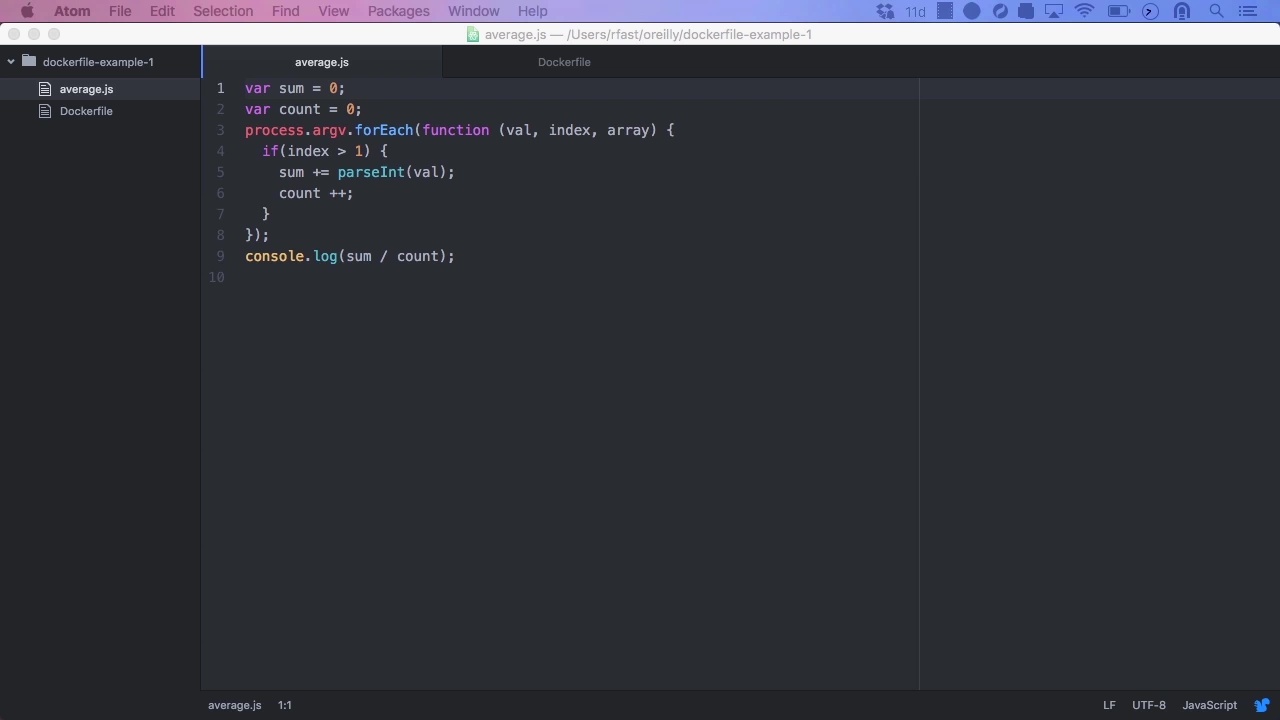 Atom File Edit Selection Find View Packages Window Help 11d
average.js — /Users/rfast/oreilly/dockerfile-example-1
dockerfile-example-1
average.js
Dockerfile
average.js Dockerfile
1 var sum = 0;
2 var count = 0;
3 process.argv.forEach(function (val, index, array) {
4 if(index > 1) {
5 sum += parseInt(val);
6 count ++;
7 }
8 });
9 console.log(sum / count);
10
average.js 1:1 LF UTF-8 JavaScript